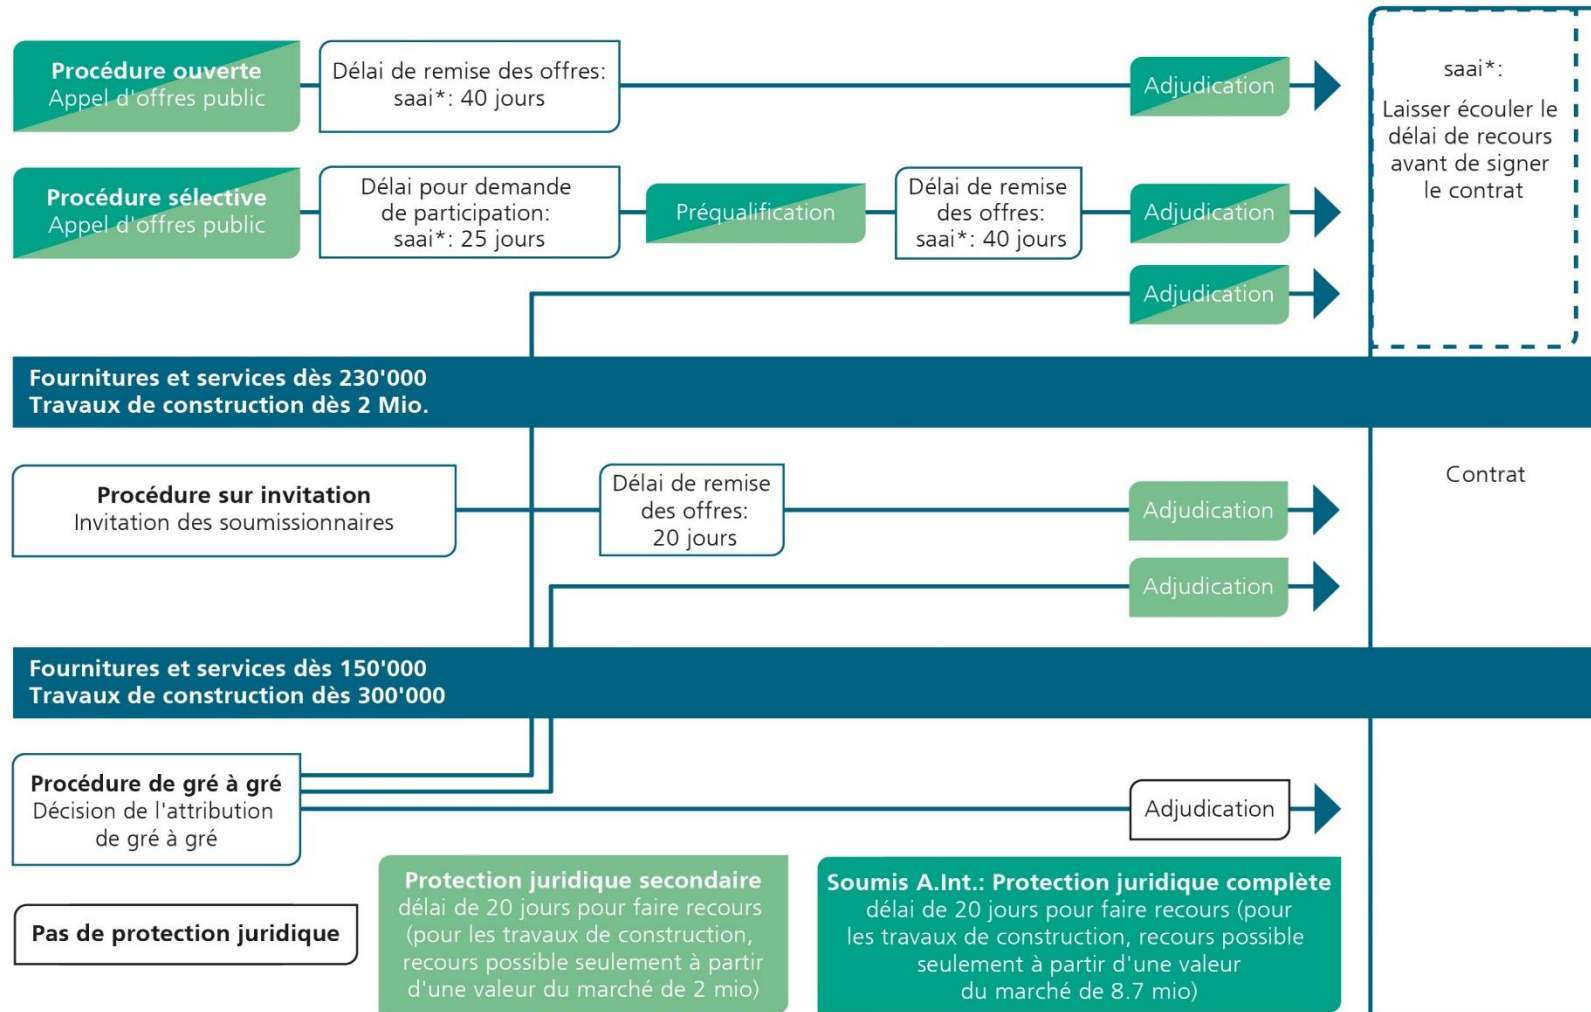 Procédure ouverte
Appel d'offres public
Délai de remise des offres:
saai*: 40 jours
Adjudication
saai*:
Laisser écouler le
délai de recours
avant de signer
le contrat
Procédure sélective
Appel d'offres public
Délai pour demande
de participation:
saai*: 25 jours
Préqualification
Délai de remise
des offres:
saai*: 40 jours
Adjudication
Adjudication
Fournitures et services dès 230'000
Travaux de construction dès 2 Mio.
Procédure sur invitation
Invitation des soumissionnaires
Délai de remise
des offres:
20 jours
Adjudication
Contrat
Adjudication
Fournitures et services dès 150'000
Travaux de construction dès 300'000
Procédure de gré à gré
Décision de l'attribution
de gré à gré
Adjudication
Pas de protection juridique
Protection juridique secondaire
délai de 20 jours pour faire recours
(pour les travaux de construction,
recours possible seulement à partir
d'une valeur du marché de 2 mio)
Soumis A.Int.: Protection juridique complète
délai de 20 jours pour faire recours (pour
les travaux de construction, recours possible
seulement à partir d'une valeur
du marché de 8.7 mio)